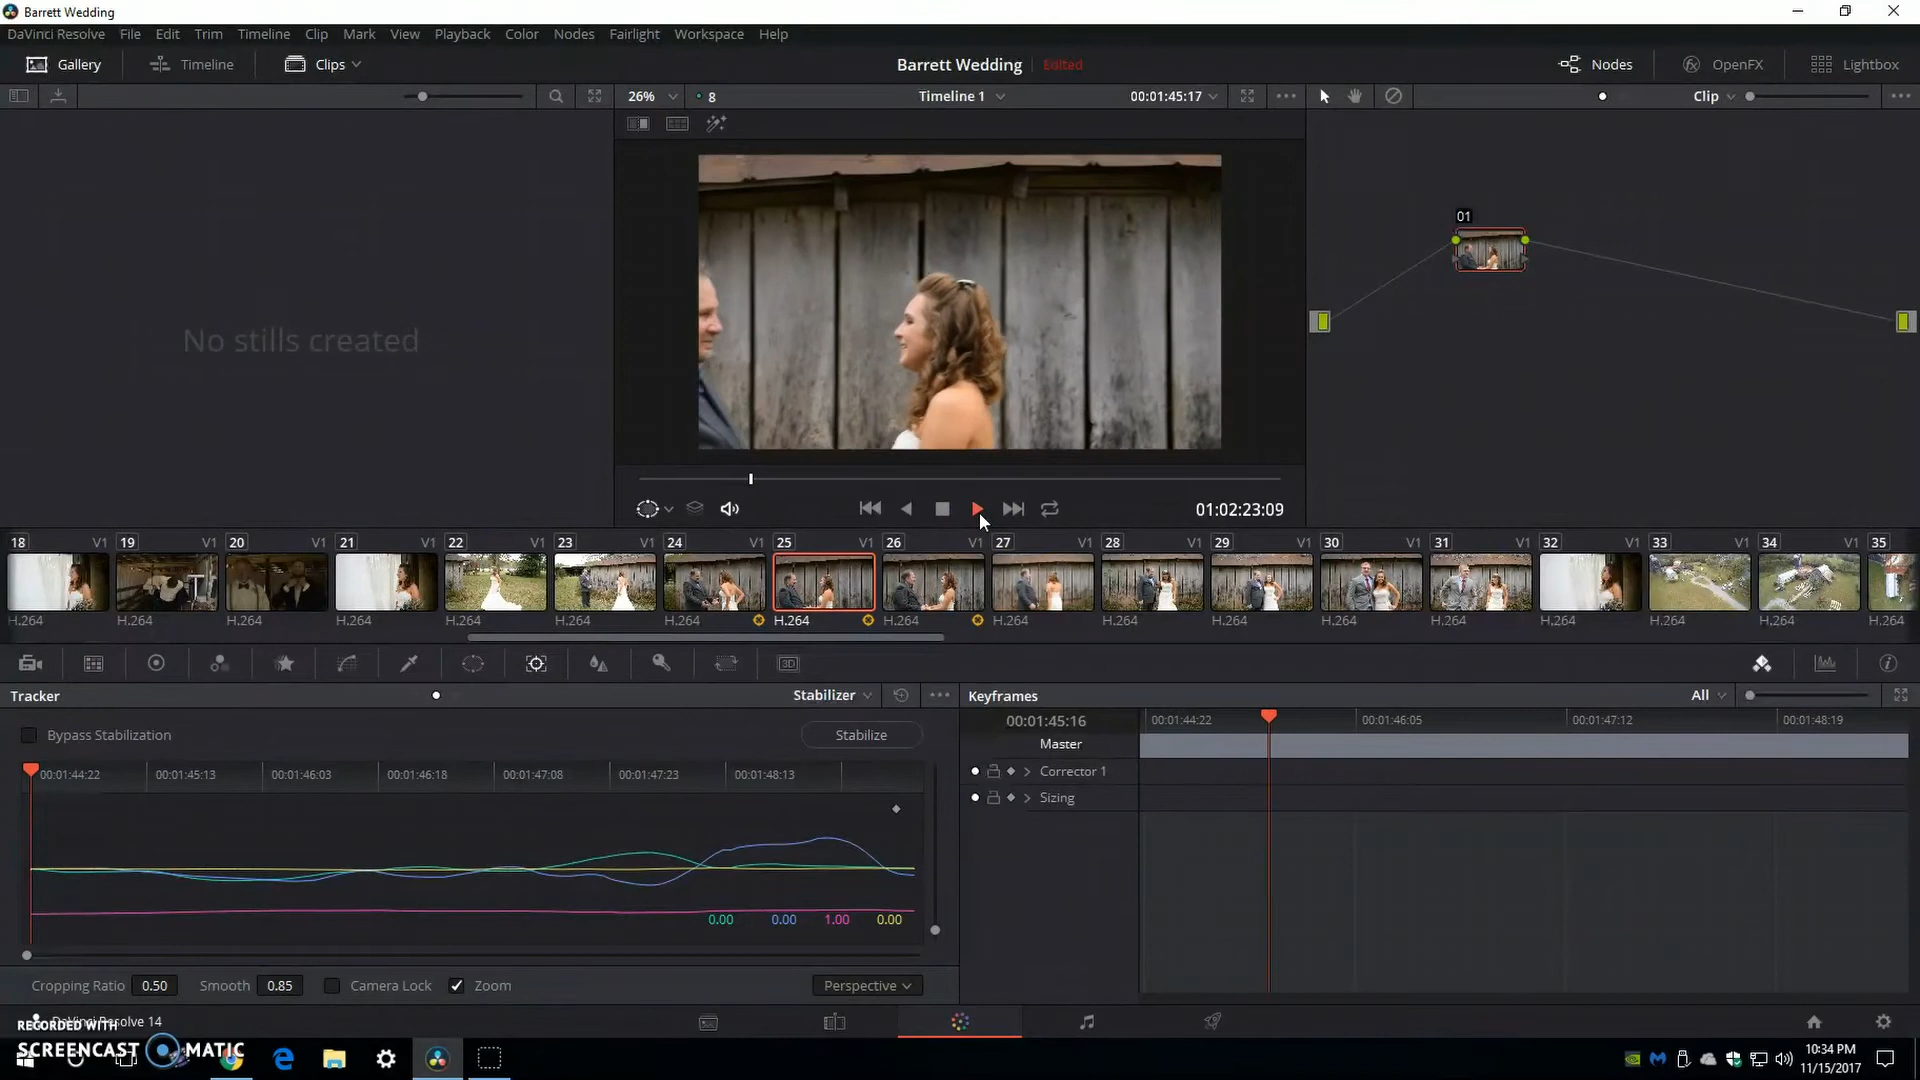 Barrett Wedding
DaVinci Resolve File Edit Trim Timeline Clip Mark View Playback Color Nodes Fairlight Workspace Help
Gallery Timeline Clips Barrett Wedding Edited Nodes OpenFX Lightbox
26% 8 Timeline 1 00:01:45:17 Clip
01
No stills created
01:02:23:09
18 V1 19 V1 20 V1 21 V1 22 V1 23 V1 24 V1 25 V1 26 V1 27 V1 28 V1 29 V1 30 V1 31 V1 32 V1 33 V1 34 V1 35
H.264 H.264 H.264 H.264 H.264 H.264 H.264 H.264 H.264 H.264 H.264 H.264 H.264 H.264 H.264 H.264 H.264 H.264
3D
Tracker Stabilizer Keyframes All
00:01:45:16 00:01:44:22 00:01:46:05 00:01:47:12 00:01:48:19
Bypass Stabilization Stabilize Master
00:01:44:22 00:01:45:13 00:01:46:03 00:01:46:18 00:01:47:08 00:01:47:23 00:01:48:13 Corrector 1
Sizing
0.00 0.00 1.00 0.00
Cropping Ratio 0.50 Smooth 0.85 Camera Lock Zoom Perspective
DaVinci Resolve 14
RECORDED WITH
SCREENCAST MATIC
10:34 PM
11/15/2017